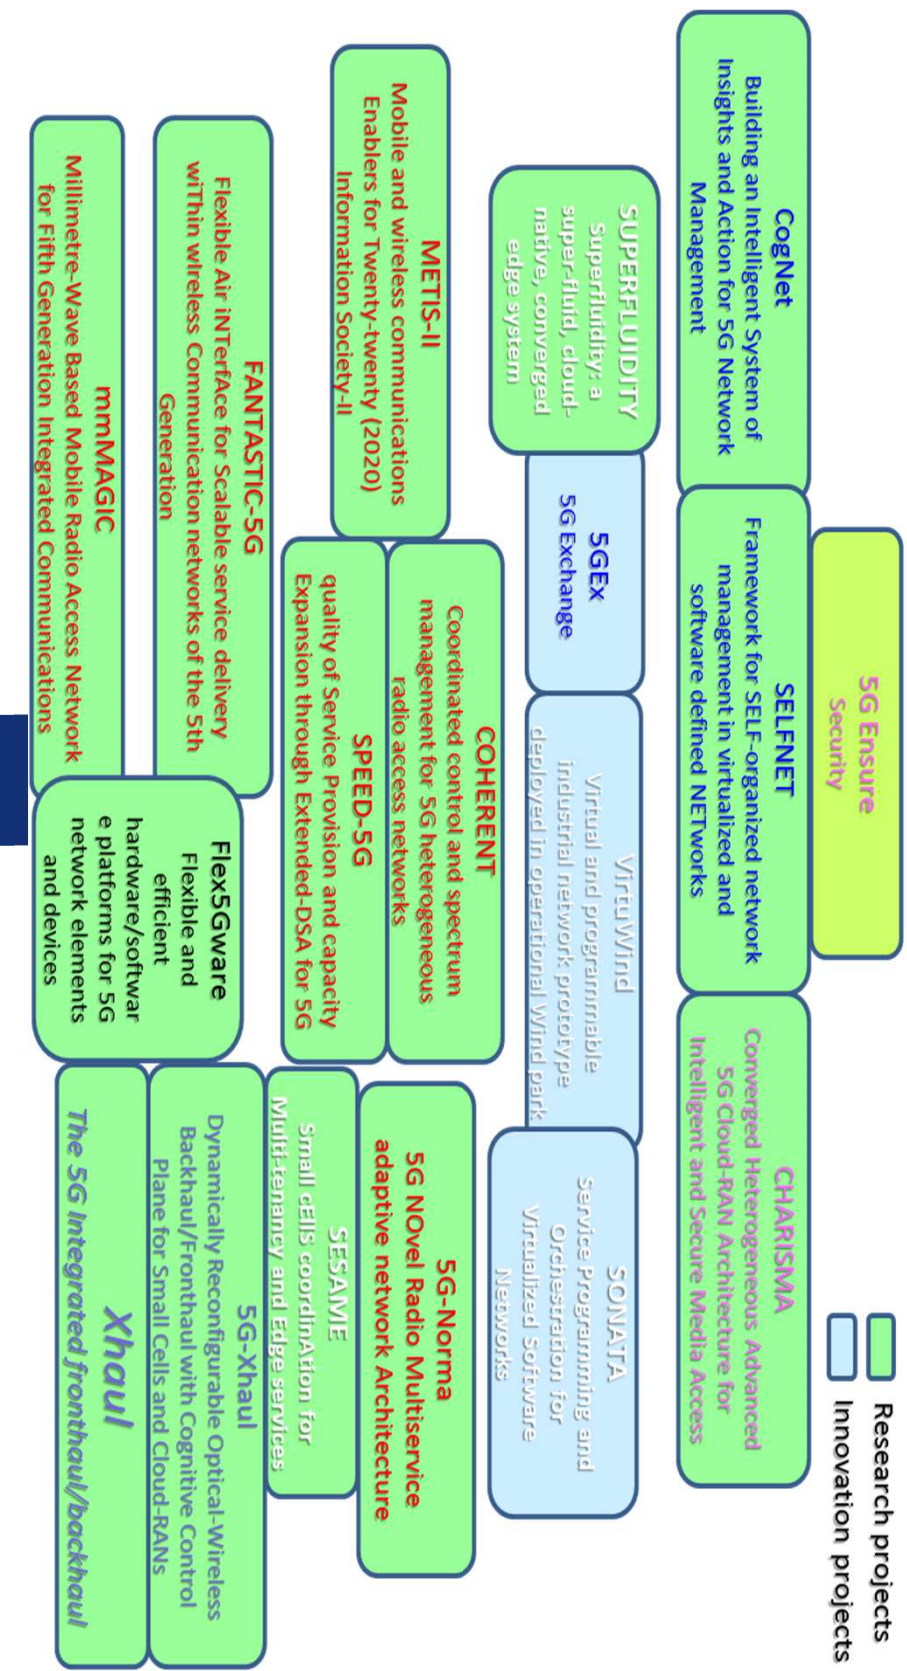 Research projects
Innovation projects
5G Ensure
Security
CogNet
Building an Intelligent System of
Insights and Action for 5G Network
Management
SELFNET
Framework for SELF-organized network
management in virtualized and
software defined NETworks
CHARISMA
Converged Heterogeneous Advanced
5G Cloud-RAN Architecture for
Intelligent and Secure Media Access
SUPERFLUIDITY
Superfluidity: a
super-fluid, cloud-
native, converged
edge system
5GEx
5G Exchange
VirtuWind
Virtual and programmable
industrial network prototype
deployed in operational Wind park
SONATA
Service Programming and
Orchestration for
Virtualized Software
Networks
METIS-II
Mobile and wireless communications
Enablers for Twenty-twenty (2020)
Information Society-II
COHERENT
Coordinated control and spectrum
management for 5G heterogeneous
radio access networks
SPEED-5G
quality of Service Provision and capacity
Expansion through Extended-DSA for 5G
5G-Norma
5G NOvel Radio Multiservice
adaptive network Architecture
SESAME
Small cEllS coordinAtion for
Multi-tenancy and Edge services
FANTASTIC-5G
Flexible Air iNTerfAce for Scalable service delivery
wiThin wIreless Communication networks of the 5th
Generation
mmMAGIC
Millimetre-Wave Based Mobile Radio Access Network
for Fifth Generation Integrated Communications
Flex5Gware
Flexible and
efficient
hardware/softwar
e platforms for 5G
network elements
and devices
5G-Xhaul
Dynamically Reconfigurable Optical-Wireless
Backhaul/Fronthaul with Cognitive Control
Plane for Small Cells and Cloud-RANs
Xhaul
The 5G Integrated fronthaul/backhaul